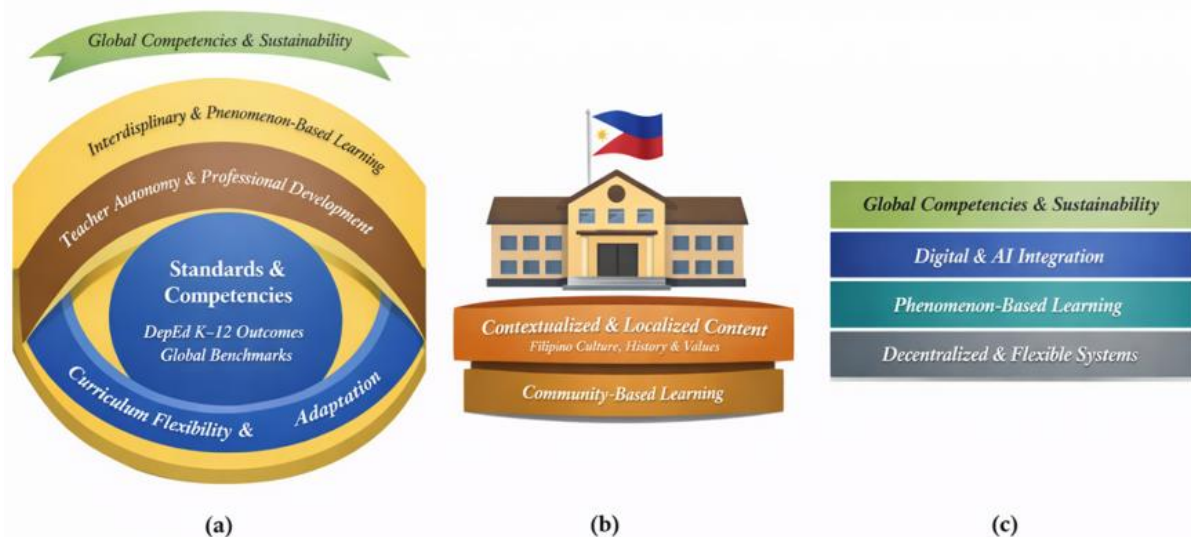 Global Competencies & Sustainability
Interdisplinary & Pnenomenon-Based Learning
Teacher Autonomy & Professional Development
Standards &
Competencies
DepEd K–12 Outcomes
Global Benchmarks
Curriculum Flexibility & Adaptation
(a)
Contextualized & Localized Content
Filipino Culture, History & Values
Community-Based Learning
(b)
Global Competencies & Sustainability
Digital & AI Integration
Phenomenon-Based Learning
Decentralized & Flexible Systems
(c)